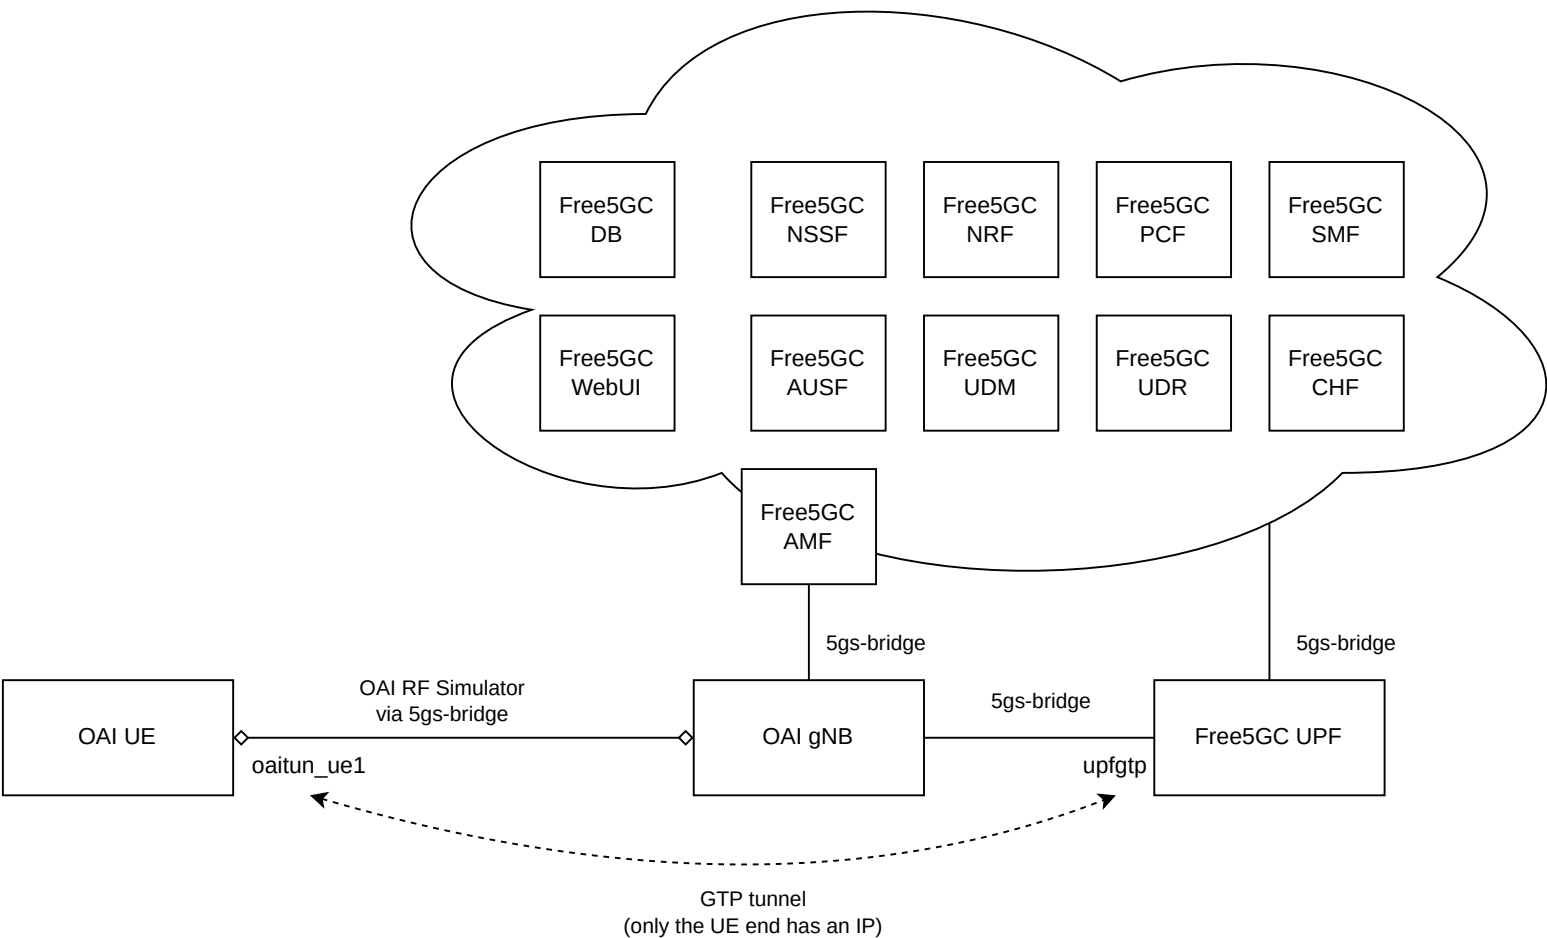 Free5GC
DB
Free5GC
NSSF
Free5GC
NRF
Free5GC
PCF
Free5GC
SMF
Free5GC
WebUI
Free5GC
AUSF
Free5GC
UDM
Free5GC
UDR
Free5GC
CHF
Free5GC
AMF
5gs-bridge
5gs-bridge
OAI UE
OAI RF Simulator
via 5gs-bridge
oaitun_ue1
OAI gNB
5gs-bridge
upfgtp
Free5GC UPF
GTP tunnel
(only the UE end has an IP)